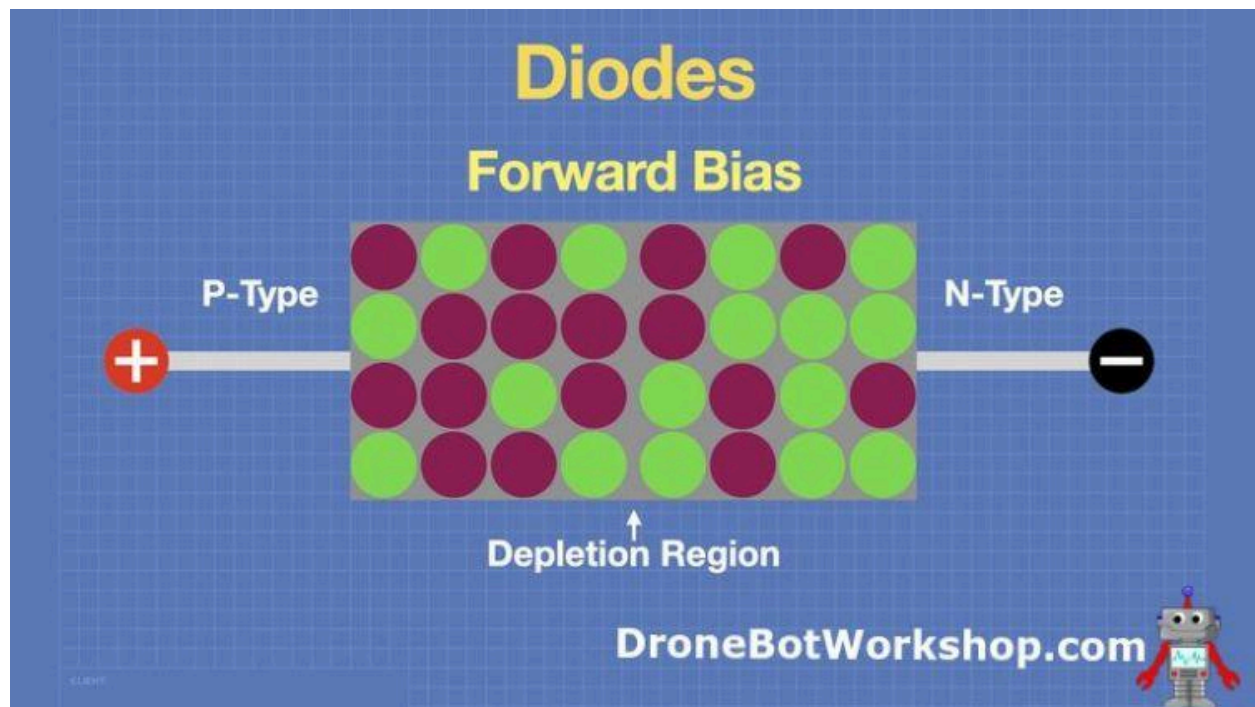 Diodes
Forward Bias
P-Type
N-Type
+
−
Depletion Region
DroneBotWorkshop.com